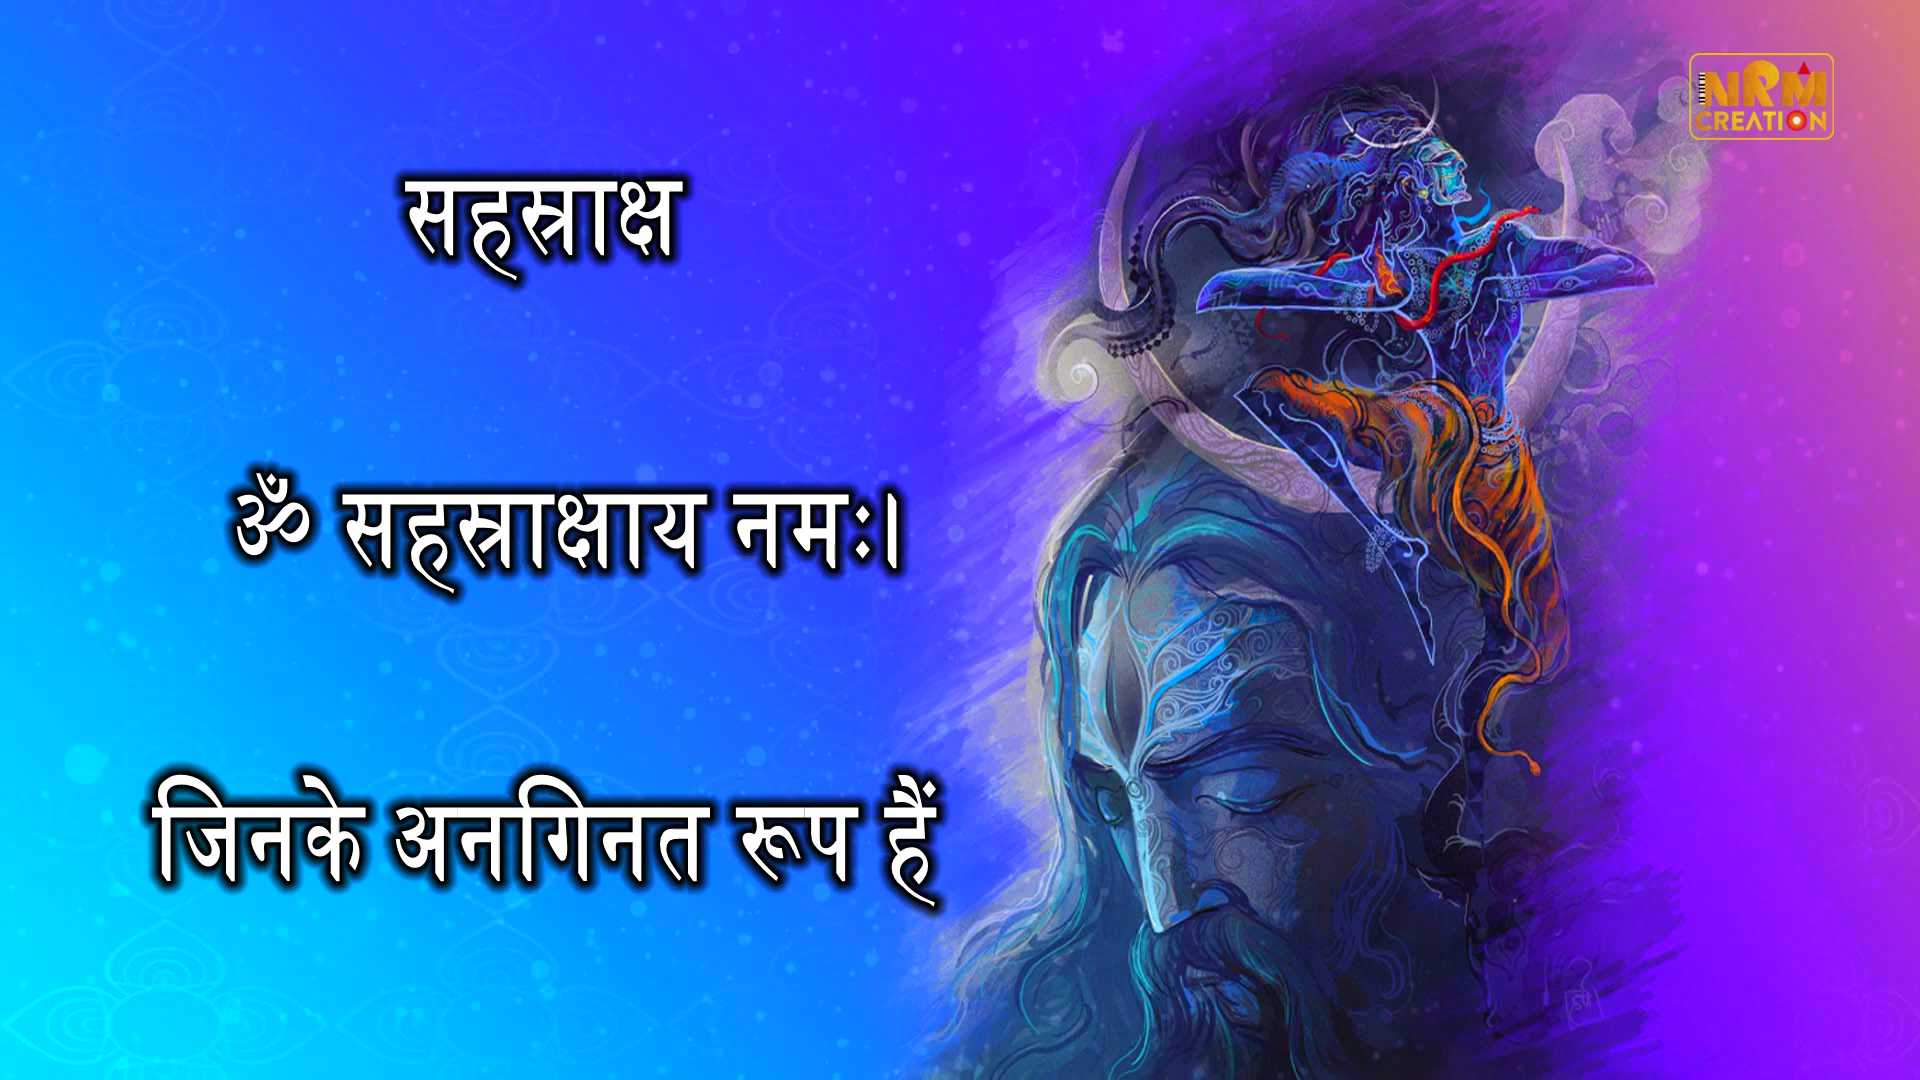 NRM
CREATION
सहस्राक्ष
ॐ सहस्राक्षाय नमः।
जिनके अनगिनत रूप हैं